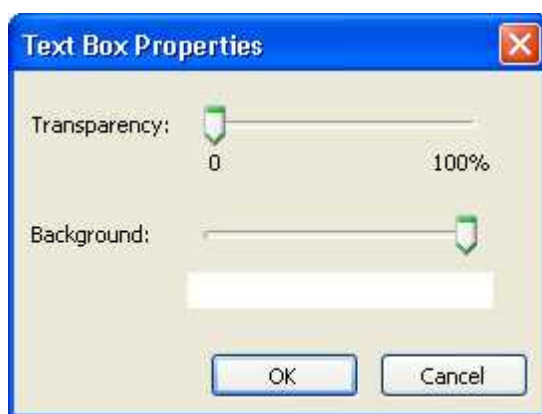 Text Box Properties
Transparency:
0 100%
Background:
OK Cancel